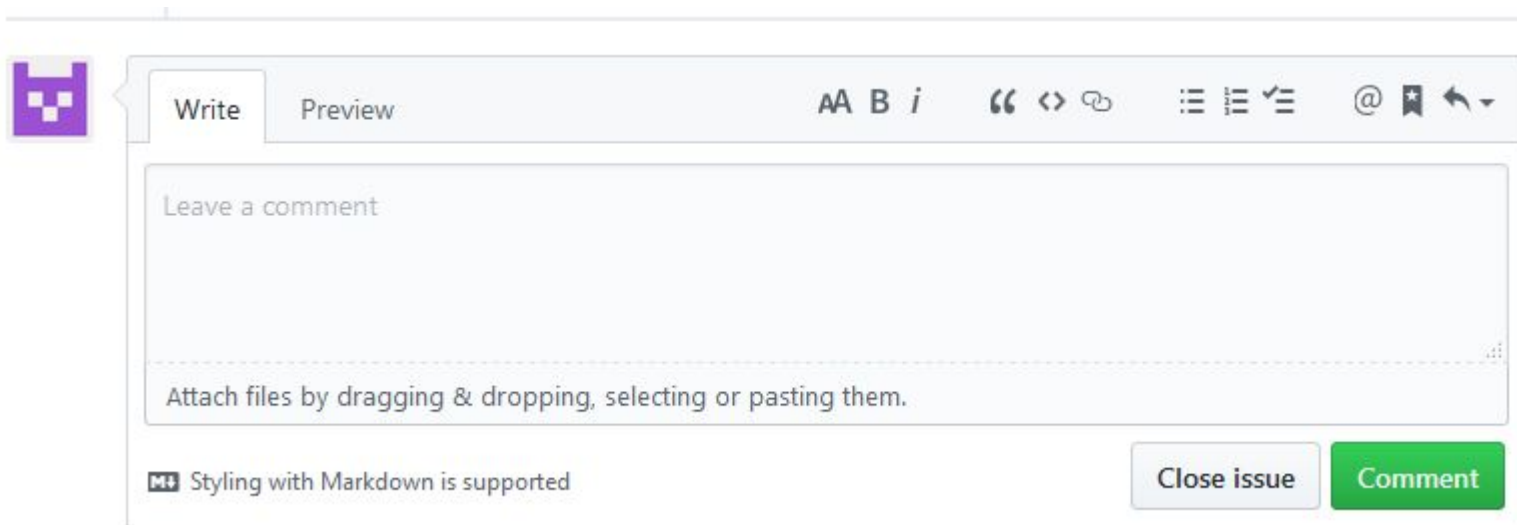 Write Preview AA B i
Leave a comment
Attach files by dragging & dropping, selecting or pasting them.
M↓ Styling with Markdown is supported Close issue Comment